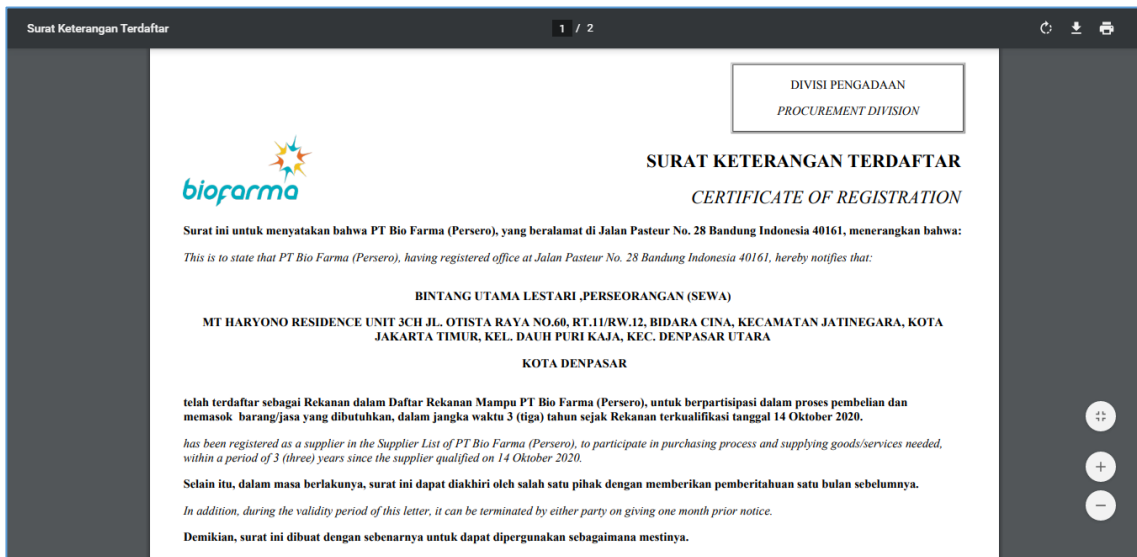 Surat Keterangan Terdaftar
1 / 2
DIVISI PENGADAAN
PROCUREMENT DIVISION
biofarma
SURAT KETERANGAN TERDAFTAR
CERTIFICATE OF REGISTRATION
Surat ini untuk menyatakan bahwa PT Bio Farma (Persero), yang beralamat di Jalan Pasteur No. 28 Bandung Indonesia 40161, menerangkan bahwa:
This is to state that PT Bio Farma (Persero), having registered office at Jalan Pasteur No. 28 Bandung Indonesia 40161, hereby notifies that:
BINTANG UTAMA LESTARI ,PERSEORANGAN (SEWA)
MT HARYONO RESIDENCE UNIT 3CH JL. OTISTA RAYA NO.60, RT.11/RW.12, BIDARA CINA, KECAMATAN JATINEGARA, KOTA
JAKARTA TIMUR, KEL. DAUH PURI KAJA, KEC. DENPASAR UTARA
KOTA DENPASAR
telah terdaftar sebagai Rekanan dalam Daftar Rekanan Mampu PT Bio Farma (Persero), untuk berpartisipasi dalam proses pembelian dan
memasok barang/jasa yang dibutuhkan, dalam jangka waktu 3 (tiga) tahun sejak Rekanan terkualifikasi tanggal 14 Oktober 2020.
has been registered as a supplier in the Supplier List of PT Bio Farma (Persero), to participate in purchasing process and supplying goods/services needed,
within a period of 3 (three) years since the supplier qualified on 14 Oktober 2020.
Selain itu, dalam masa berlakunya, surat ini dapat diakhiri oleh salah satu pihak dengan memberikan pemberitahuan satu bulan sebelumnya.
In addition, during the validity period of this letter, it can be terminated by either party on giving one month prior notice.
Demikian, surat ini dibuat dengan sebenarnya untuk dapat dipergunakan sebagaimana mestinya.